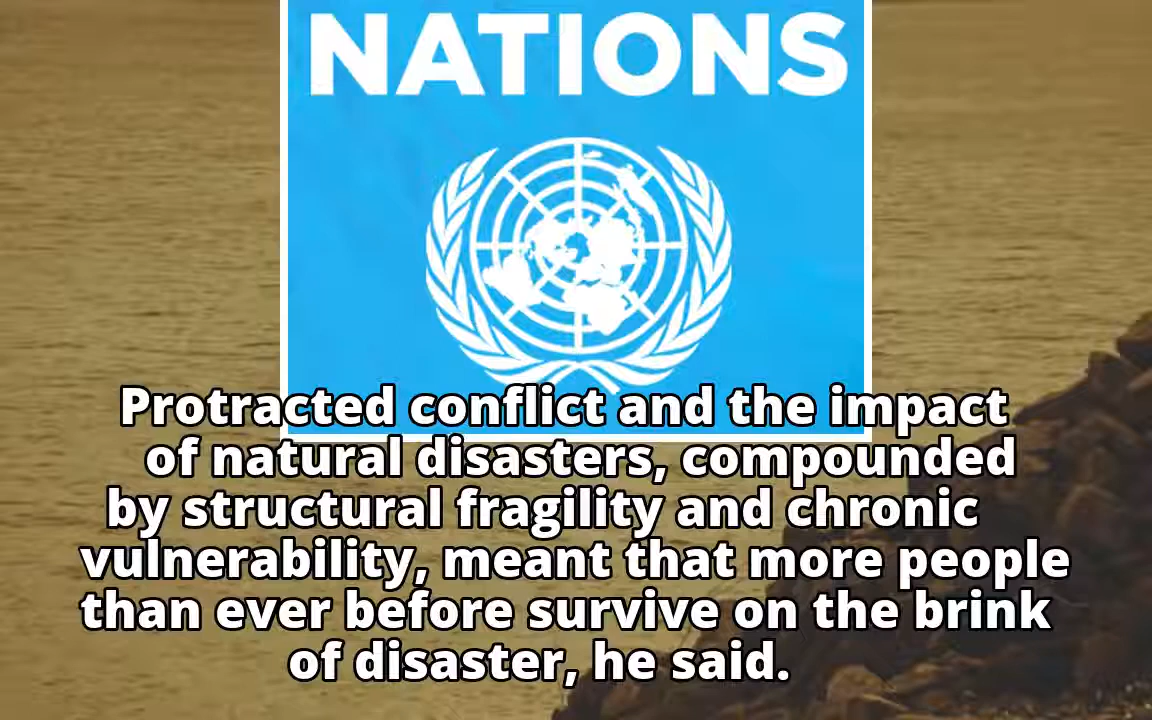 NATIONS
Protracted conflict and the impact
of natural disasters, compounded
by structural fragility and chronic
vulnerability, meant that more people
than ever before survive on the brink
of disaster, he said.